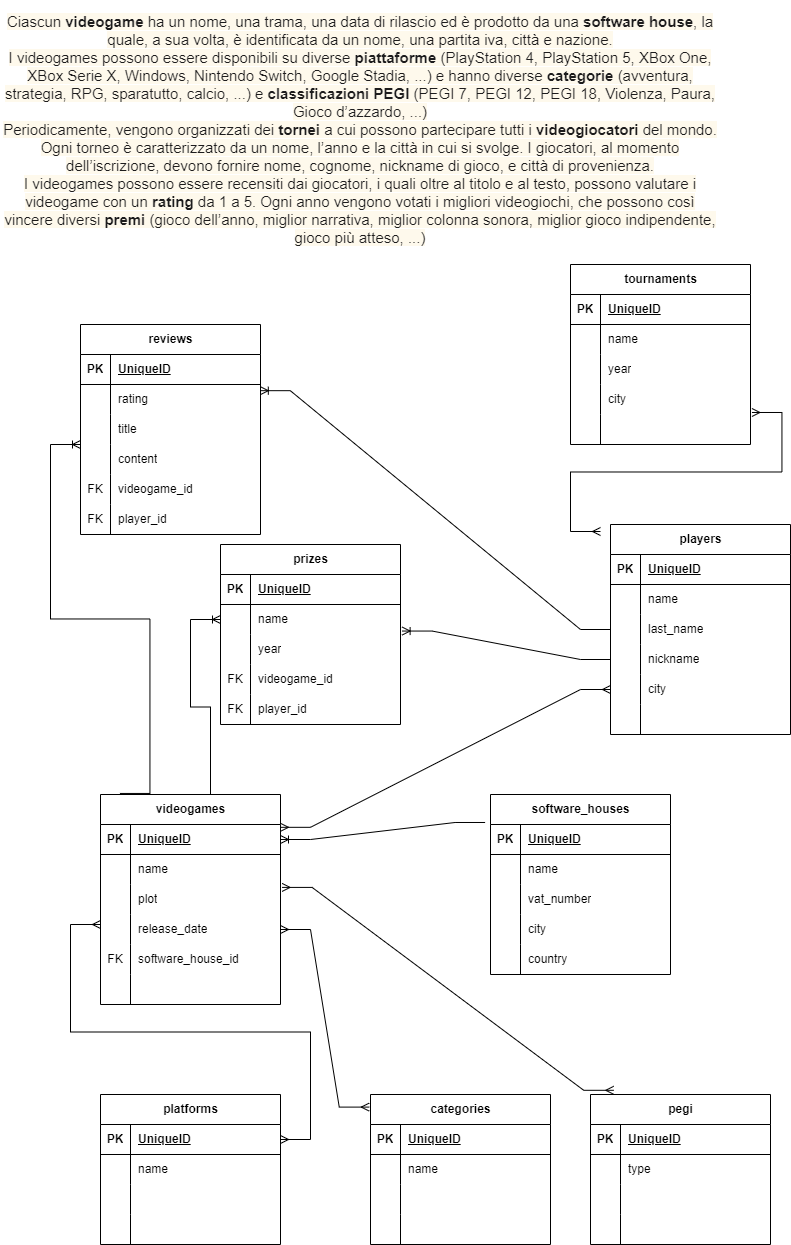 Ciascun videogame ha un nome, una trama, una data di rilascio ed è prodotto da una software house, la
quale, a sua volta, è identificata da un nome, una partita iva, città e nazione.
I videogames possono essere disponibili su diverse piattaforme (PlayStation 4, PlayStation 5, XBox One,
XBox Serie X, Windows, Nintendo Switch, Google Stadia, ...) e hanno diverse categorie (avventura,
strategia, RPG, sparatutto, calcio, ...) e classificazioni PEGI (PEGI 7, PEGI 12, PEGI 18, Violenza, Paura,
Gioco d'azzardo, ...)
Periodicamente, vengono organizzati dei tornei a cui possono partecipare tutti i videogiocatori del mondo.
Ogni torneo è caratterizzato da un nome, l'anno e la città in cui si svolge. I giocatori, al momento
dell'iscrizione, devono fornire nome, cognome, nickname di gioco, e città di provenienza.
I videogames possono essere recensiti dai giocatori, i quali oltre al titolo e al testo, possono valutare i
videogame con un rating da 1 a 5. Ogni anno vengono votati i migliori videogiochi, che possono così
vincere diversi premi (gioco dell'anno, miglior narrativa, miglior colonna sonora, miglior gioco indipendente,
gioco più atteso, ...)
tournaments
PK UniqueID
name
year
city
reviews
PK UniqueID
rating
title
content
FK videogame_id
FK player_id
players
PK UniqueID
name
last_name
nickname
city
prizes
PK UniqueID
name
year
FK videogame_id
FK player_id
videogames
PK UniqueID
name
plot
release_date
FK software_house_id
software_houses
PK UniqueID
name
vat_number
city
country
platforms
PK UniqueID
name
categories
PK UniqueID
name
pegi
PK UniqueID
type